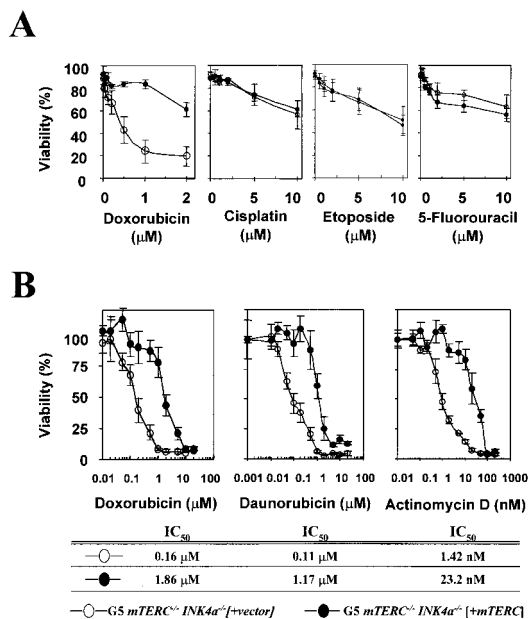 A
100
80
60
40
20
0
Viability (%)
0 1 2
0 5 10
0 5 10
0 5 10
Doxorubicin Cisplatin Etoposide 5-Fluorouracil
(μM) (μM) (μM) (μM)
B
100
75
50
25
0
Viability (%)
0.01 0.1 1.0 10 100
0.001 0.01 0.1 1.0 10 100
0.01 0.1 1 10 100 1000
Doxorubicin (μM) Daunorubicin (μM) Actinomycin D (nM)
IC50 IC50 IC50
0.16 μM 0.11 μM 1.42 nM
1.86 μM 1.17 μM 23.2 nM
G5 mTERC-/- INK4a-/-[+vector] G5 mTERC-/- INK4a-/- [+mTERC]